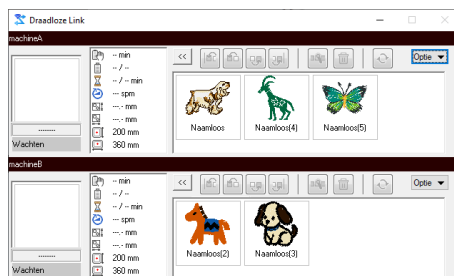 Draadloze Link
machineA
-- min
-- / --
-- / -- min
--- spm
---.- mm
---.- mm
200 mm
360 mm
--------
Wachten
<<
Optie
Naamloos
Naamloos(4)
Naamloos(5)
machineB
-- min
-- / --
-- / -- min
--- spm
---.- mm
---.- mm
200 mm
360 mm
--------
Wachten
<<
Optie
Naamloos(2)
Naamloos(3)